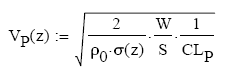 V_P(z) := √( 2/(ρ_0·σ(z)) · W/S · 1/CL_P )